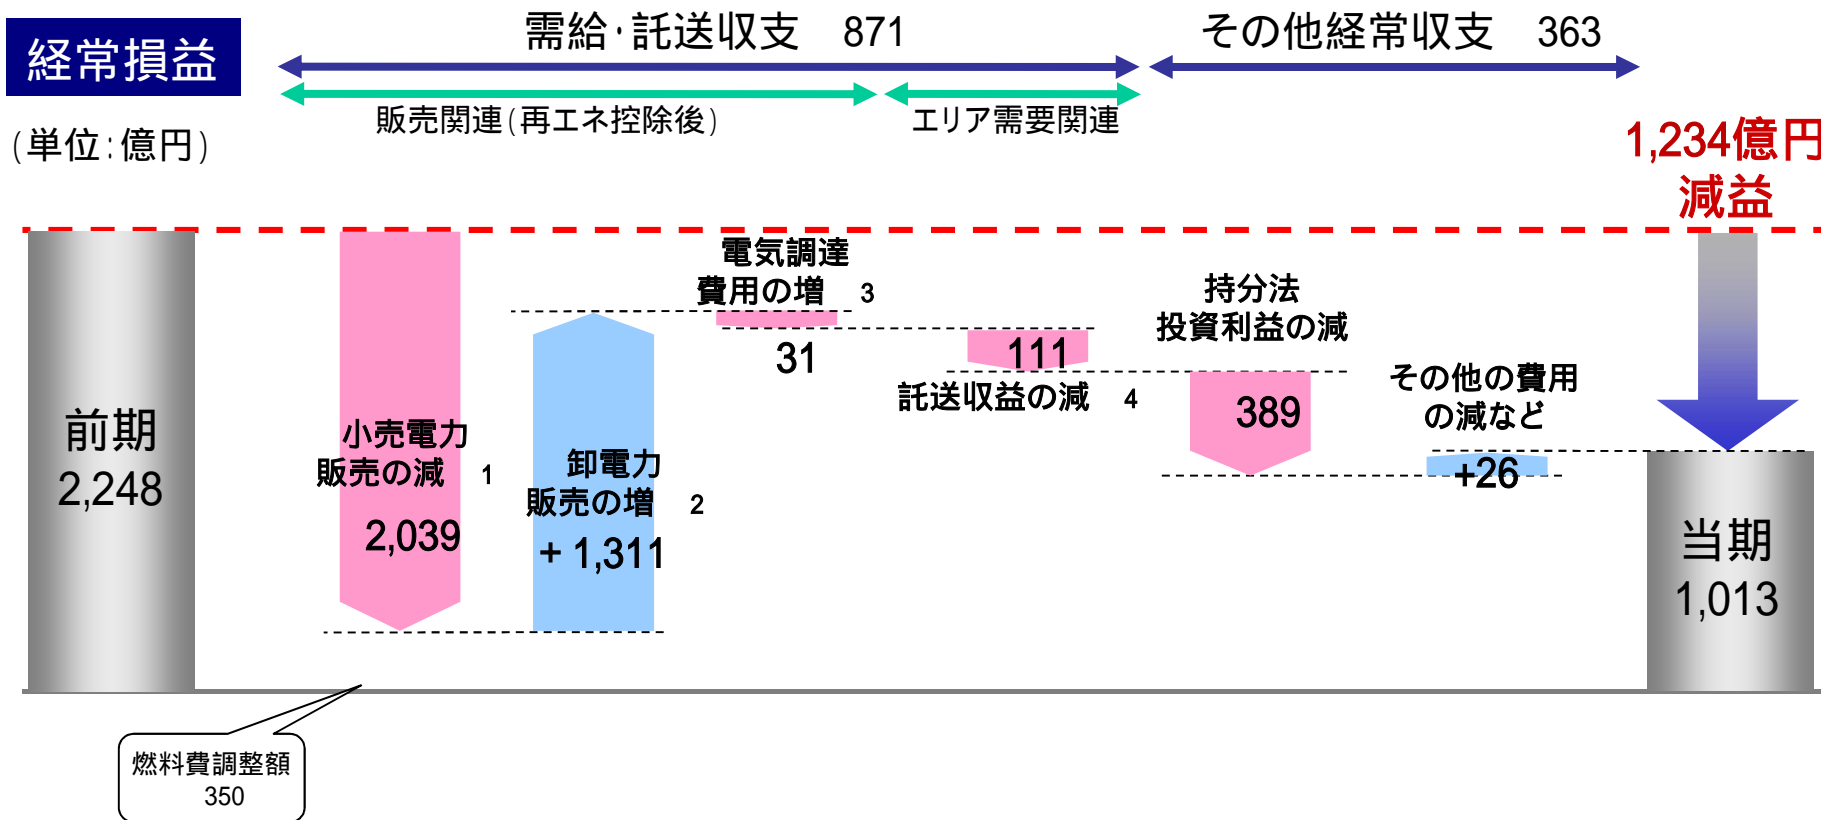 経常損益
(単位:億円)
需給・託送収支 871
その他経常収支 363
販売関連(再エネ控除後)
エリア需要関連
1,234億円
減益
前期
2,248
小売電力
販売の減 1
2,039
卸電力
販売の増 2
+ 1,311
電気調達
費用の増 3
31
111
託送収益の減 4
持分法
投資利益の減
389
その他の費用
の減など
+26
当期
1,013
燃料費調整額
350